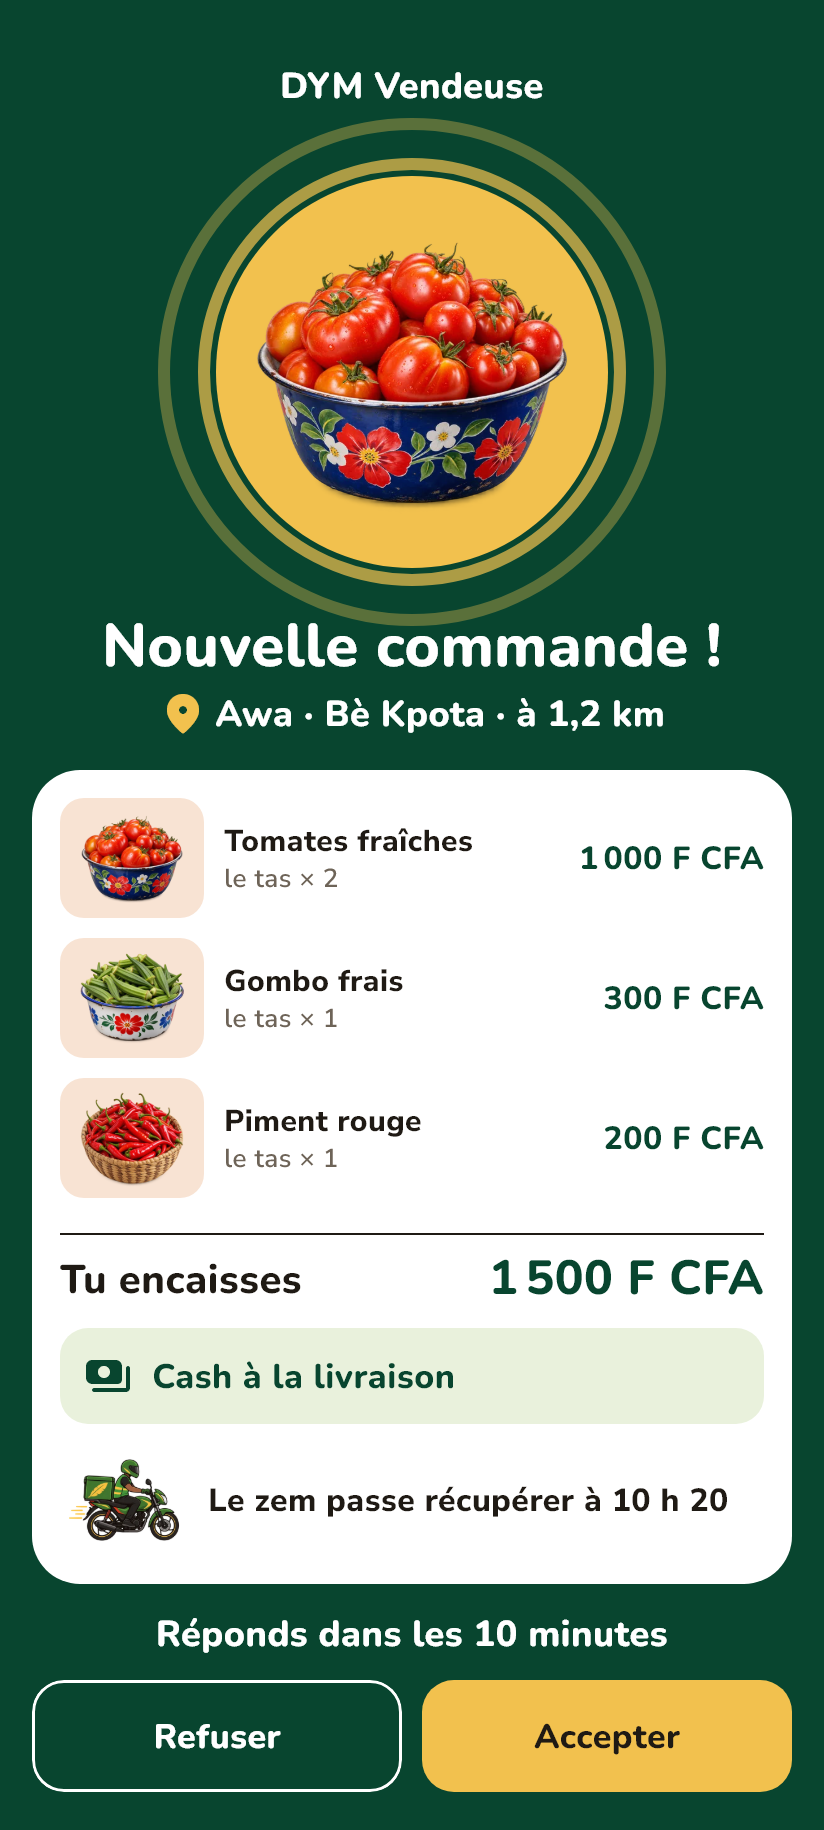 DYM Vendeuse
Nouvelle commande !
Awa · Bè Kpota · à 1,2 km
Tomates fraîches
le tas × 2
1 000 F CFA
Gombo frais
le tas × 1
300 F CFA
Piment rouge
le tas × 1
200 F CFA
Tu encaisses
1 500 F CFA
Cash à la livraison
Le zem passe récupérer à 10 h 20
Réponds dans les 10 minutes
Refuser
Accepter